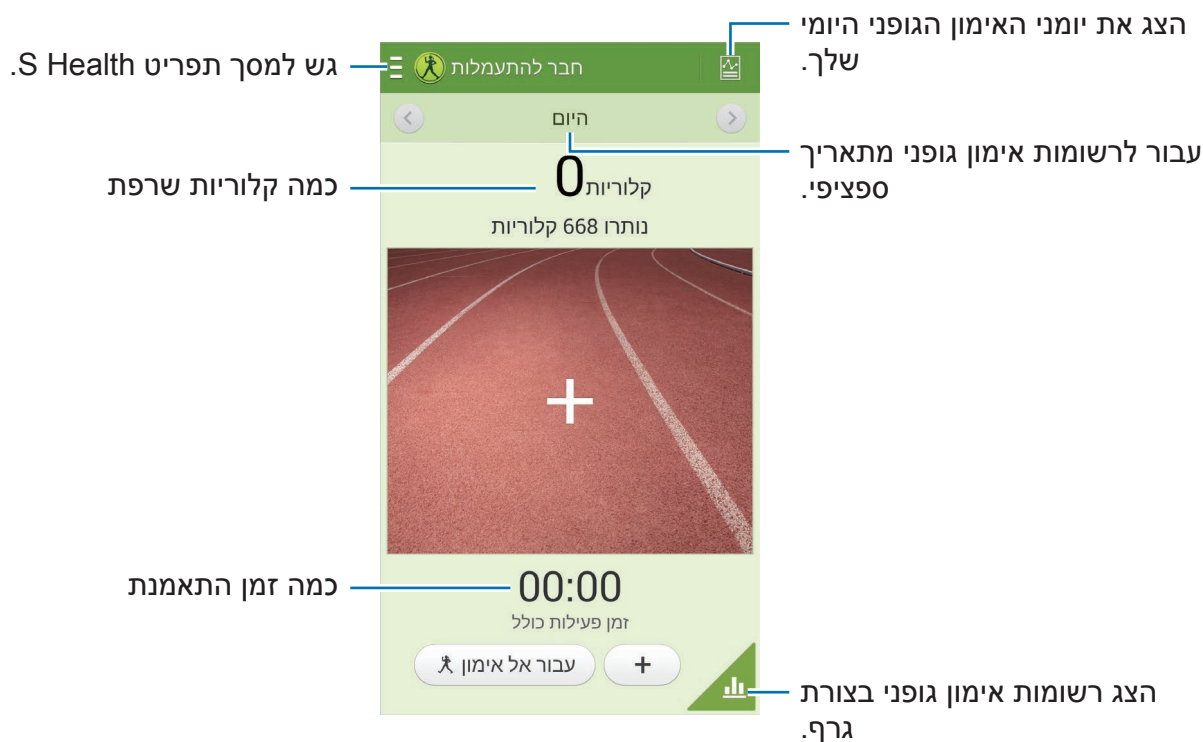 הצג את יומני האימון הגופני היומי
שלך.
גש למסך תפריט S Health.
חבר להתעמלות
היום
עבור לרשומות אימון גופני מתאריך
ספציפי.
כמה קלוריות שרפת
0 קלוריות
נותרו 668 קלוריות
כמה זמן התאמנת
00:00
זמן פעילות כולל
עבור אל אימון
+
הצג רשומות אימון גופני בצורת
גרף.